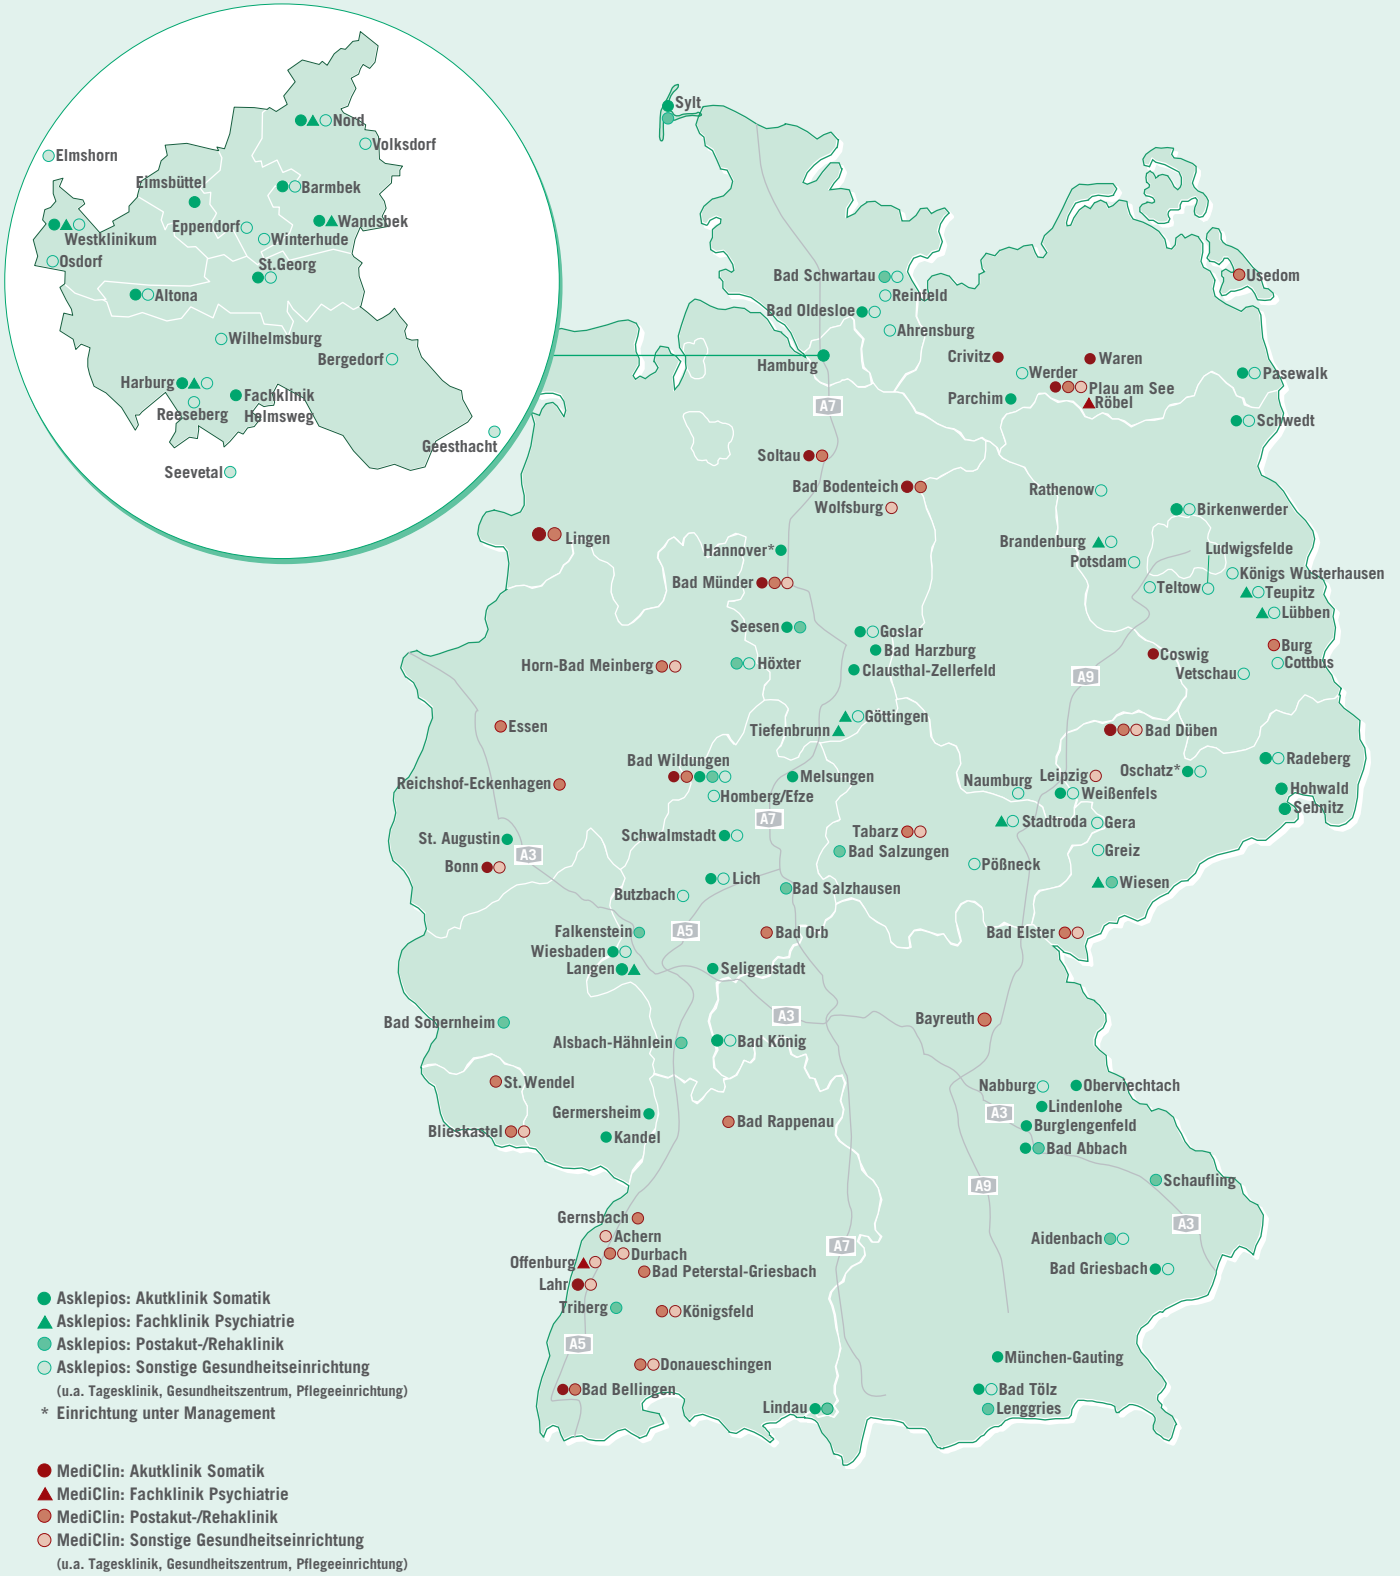 Nord
Volksdorf
Elmshorn
Eimsbüttel
Barmbek
Eppendorf
Wandsbek
Westklinikum
Winterhude
Osdorf
St.Georg
Altona
Wilhelmsburg
Bergedorf
Harburg
Fachklinik
Helmsweg
Reeseberg
Geesthacht
Seevetal
Sylt
Bad Schwartau
Usedom
Reinfeld
Bad Oldesloe
Ahrensburg
Hamburg
Crivitz
Waren
Werder
Pasewalk
Plau am See
Parchim
Röbel
A7
Schwedt
Soltau
Bad Bodenteich
Rathenow
Wolfsburg
Birkenwerder
Lingen
Brandenburg
Ludwigsfelde
Hannover*
Potsdam
Königs Wusterhausen
Bad Münder
Teltow
Teupitz
Lübben
Seesen
Goslar
Bad Harzburg
Burg
Coswig
Horn-Bad Meinberg
Höxter
Cottbus
Clausthal-Zellerfeld
Vetschau
A9
Göttingen
Essen
Tiefenbrunn
Bad Düben
Bad Wildungen
Radeberg
Oschatz*
Melsungen
Leipzig
Reichshof-Eckenhagen
Naumburg
Hohwald
Homberg/Efze
Weißenfels
Sebnitz
A7
Stadtroda
Gera
Schwalmstadt
Tabarz
St. Augustin
Bad Salzungen
Greiz
A3
Bonn
Pößneck
Lich
Wiesen
Butzbach
Bad Salzhausen
A5
Falkenstein
Bad Orb
Bad Elster
Wiesbaden
Langen
Seligenstadt
A3
Bayreuth
Bad Sobernheim
Alsbach-Hähnlein
Bad König
St.Wendel
Nabburg
Oberviechtach
Lindenlohe
Germersheim
A3
Bad Rappenau
Burglengenfeld
Blieskastel
Kandel
Bad Abbach
Schaufling
A9
Gernsbach
A3
Achern
Aidenbach
A7
Durbach
Offenburg
Bad Peterstal-Griesbach
Bad Griesbach
Lahr
Triberg
Königsfeld
A5
München-Gauting
Donaueschingen
Bad Bellingen
Bad Tölz
Lindau
Lenggries
Asklepios: Akutklinik Somatik
Asklepios: Fachklinik Psychiatrie
Asklepios: Postakut-/Rehaklinik
Asklepios: Sonstige Gesundheitseinrichtung
(u.a. Tagesklinik, Gesundheitszentrum, Pflegeeinrichtung)
* Einrichtung unter Management
MediClin: Akutklinik Somatik
MediClin: Fachklinik Psychiatrie
MediClin: Postakut-/Rehaklinik
MediClin: Sonstige Gesundheitseinrichtung
(u.a. Tagesklinik, Gesundheitszentrum, Pflegeeinrichtung)